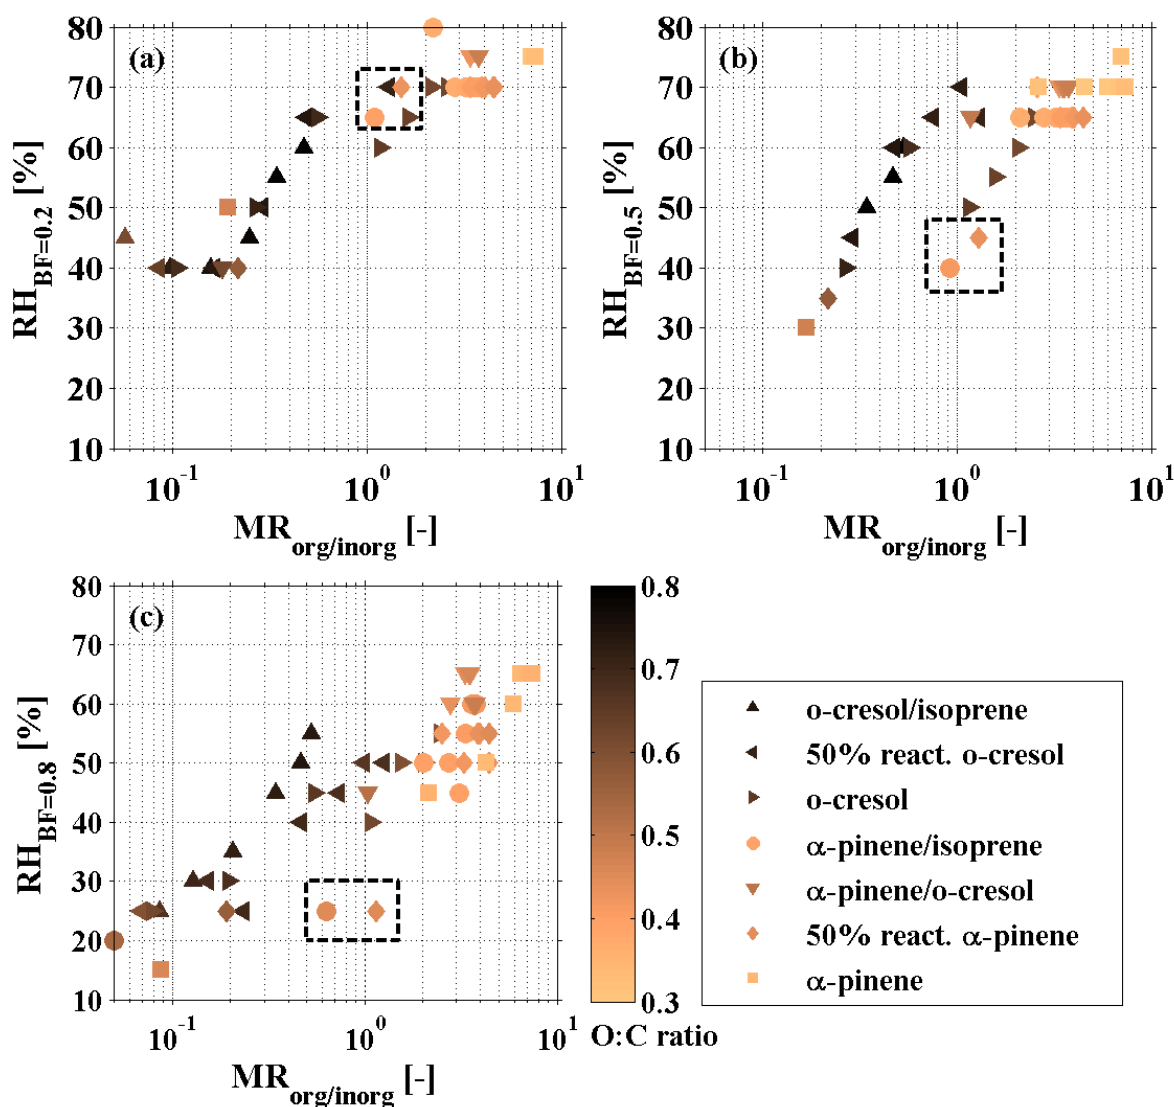 80
70
60
50
40
30
20
10
RH_BF=0.2 [%]
(a)
10^-1
10^0
10^1
MR_org/inorg [-]
80
70
60
50
40
30
20
10
RH_BF=0.5 [%]
(b)
10^-1
10^0
10^1
MR_org/inorg [-]
80
70
60
50
40
30
20
10
RH_BF=0.8 [%]
(c)
10^-1
10^0
10^1
MR_org/inorg [-]
0.8
0.7
0.6
0.5
0.4
0.3
O:C ratio
o-cresol/isoprene
50% react. o-cresol
o-cresol
α-pinene/isoprene
α-pinene/o-cresol
50% react. α-pinene
α-pinene